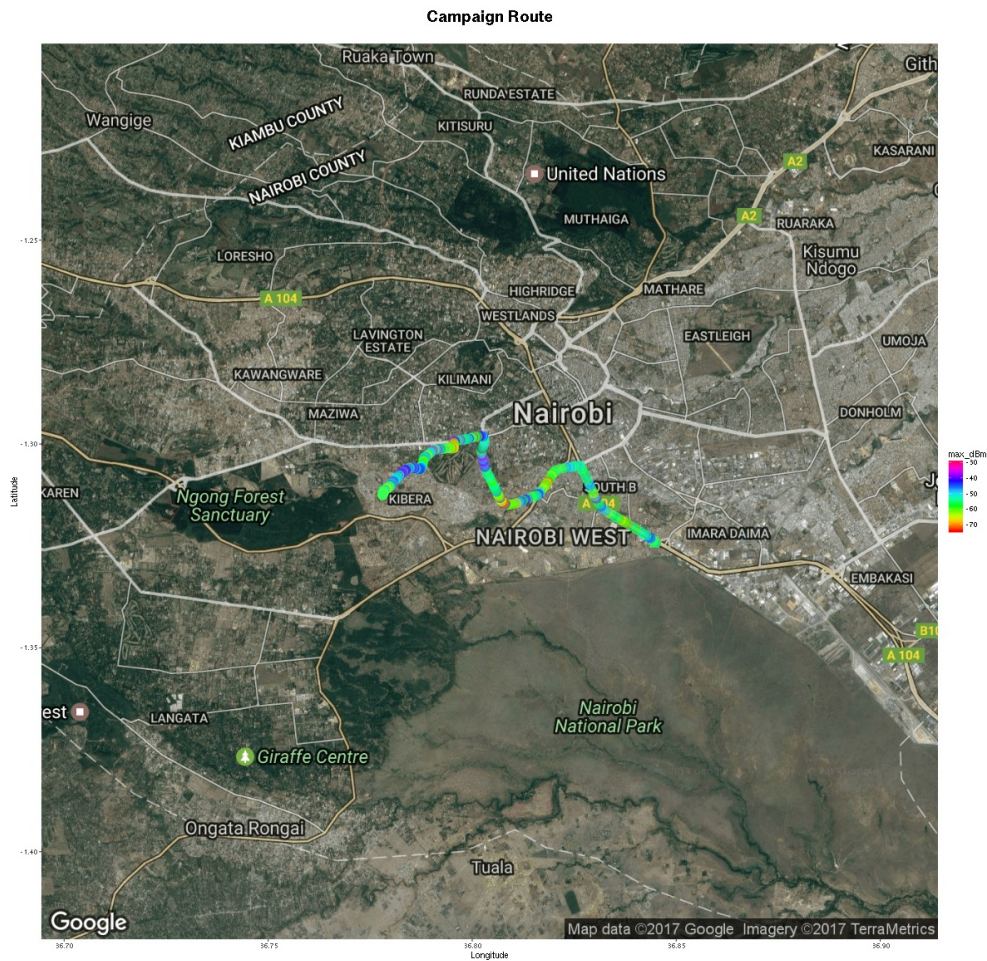 Campaign Route
Ruaka Town
Gith
RUNDA ESTATE
Wangige
KIAMBU COUNTY
KITISURU
KASARANI
A2
NAIROBI COUNTY
United Nations
MUTHAIGA
A2
RUARAKA
-1.25
LORESHO
Kisumu
Ndogo
A 104
HIGHRIDGE
MATHARE
WESTLANDS
LAVINGTON
ESTATE
EASTLEIGH
UMOJA
KAWANGWARE
KILIMANI
MAZIWA
Nairobi
DONHOLM
-1.30
max_dBm
-30
-40
-50
-60
-70
Latitude
KAREN
Ngong Forest
Sanctuary
KIBERA
SOUTH B
A 104
NAIROBI WEST
IMARA DAIMA
EMBAKASI
B10
-1.35
A 104
est
LANGATA
Nairobi
National Park
Giraffe Centre
Ongata Rongai
-1.40
Tuala
Google
Map data ©2017 Google Imagery ©2017 TerraMetrics
36.70
36.75
36.80
36.85
36.90
Longitude